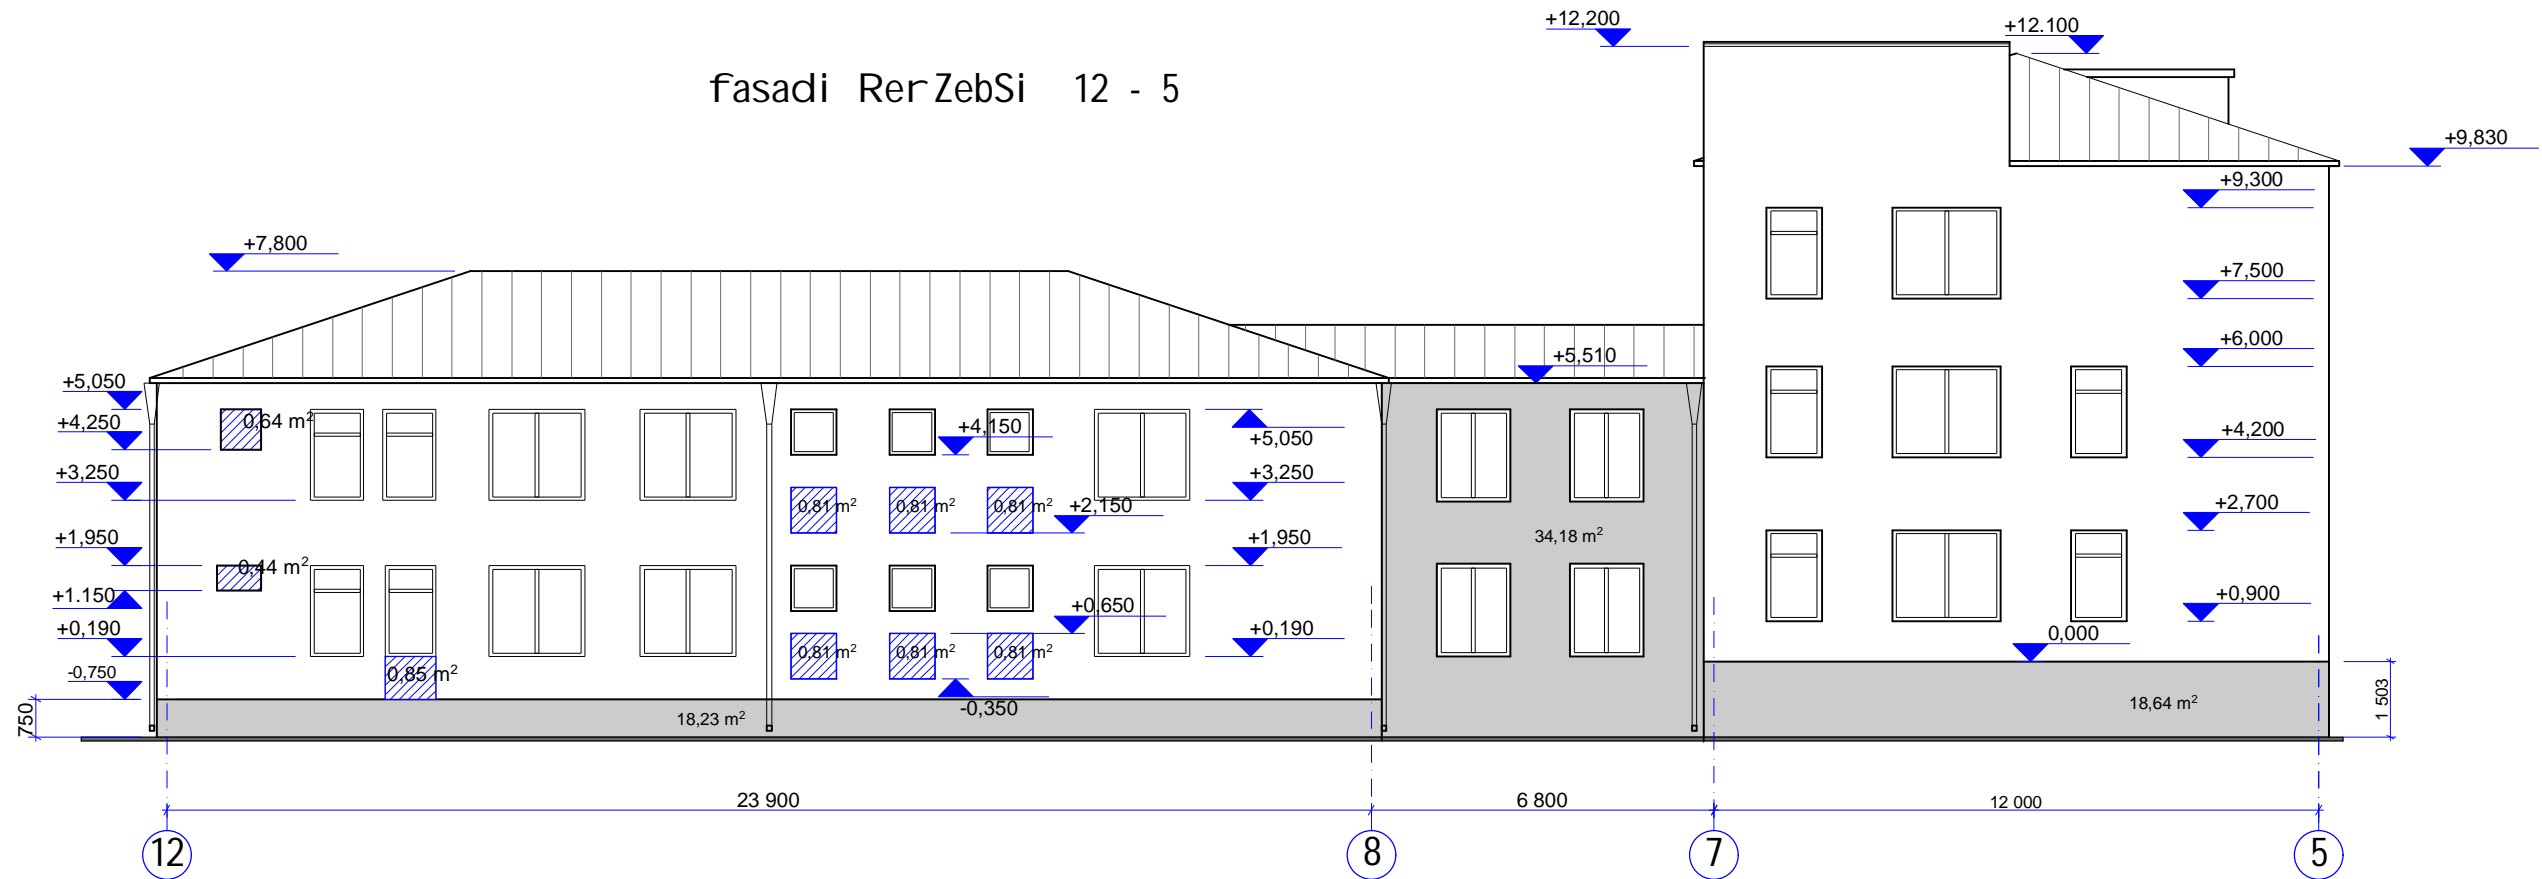 +12,200
+12.100
fasadi RerZebSi 12 - 5
+9,830
+9,300
+7,800
+7,500
+6,000
+5,510
+5,050
0,64 m²
+4,250
+4,150
+5,050
+4,200
+3,250
+3,250
0,81 m²
0,81 m²
0,81 m²
+2,150
+2,700
34,18 m²
+1,950
+1,950
0,44 m²
+1.150
+0,650
+0,900
+0,190
+0,190
0,000
0,81 m²
0,81 m²
0,81 m²
-0,750
0,85 m²
-0,350
750
18,23 m²
18,64 m²
1 503
23 900
6 800
12 000
12
8
7
5